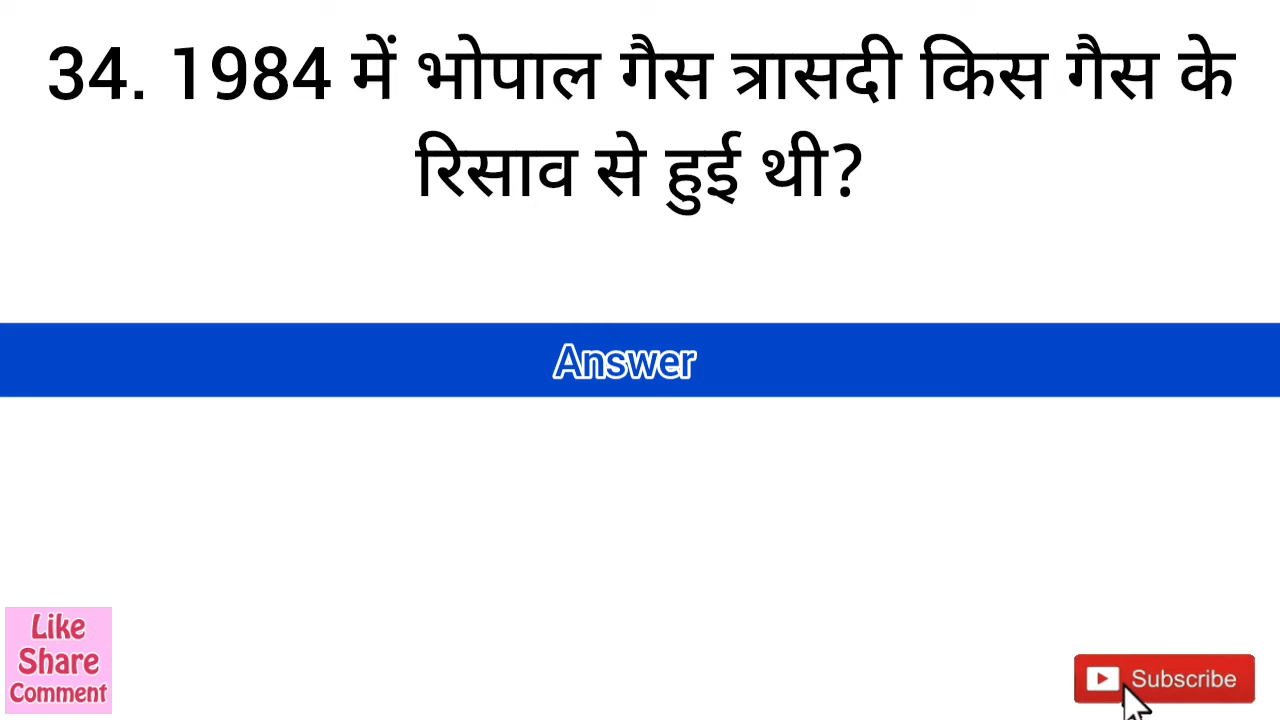 34. 1984 में भोपाल गैस त्रासदी किस गैस के
रिसाव से हुई थी?
Answer
Like
Share
Comment
Subscribe